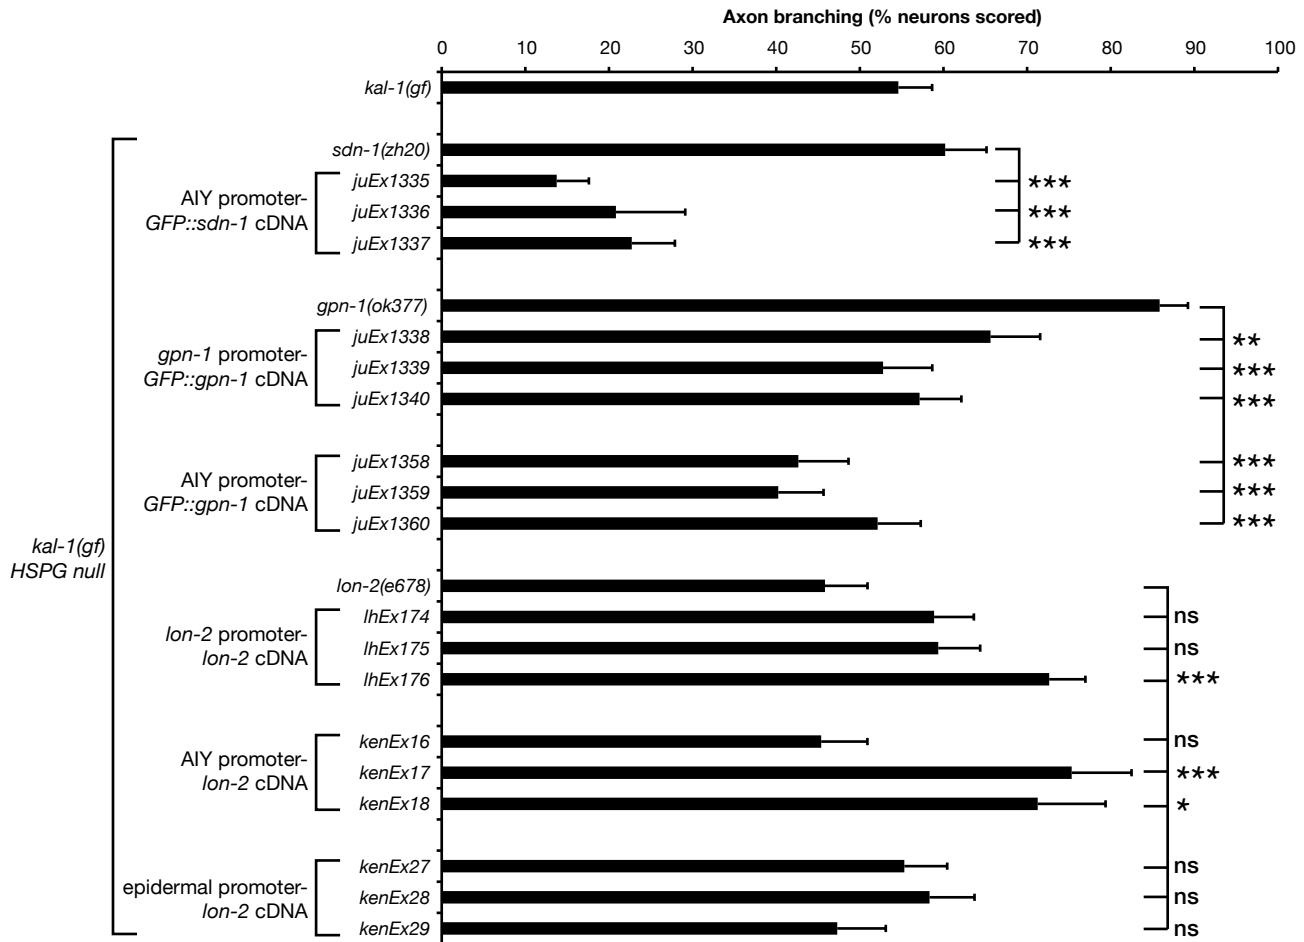 Axon branching (% neurons scored)
0 10 20 30 40 50 60 70 80 90 100
kal-1(gf)
kal-1(gf)
HSPG null
sdn-1(zh20)
AIY promoter-
GFP::sdn-1 cDNA
juEx1335 ***
juEx1336 ***
juEx1337 ***
gpn-1(ok377)
gpn-1 promoter-
GFP::gpn-1 cDNA
juEx1338 **
juEx1339 ***
juEx1340 ***
AIY promoter-
GFP::gpn-1 cDNA
juEx1358 ***
juEx1359 ***
juEx1360 ***
lon-2(e678)
lon-2 promoter-
lon-2 cDNA
lhEx174 ns
lhEx175 ns
lhEx176 ***
AIY promoter-
lon-2 cDNA
kenEx16 ns
kenEx17 ***
kenEx18 *
epidermal promoter-
lon-2 cDNA
kenEx27 ns
kenEx28 ns
kenEx29 ns